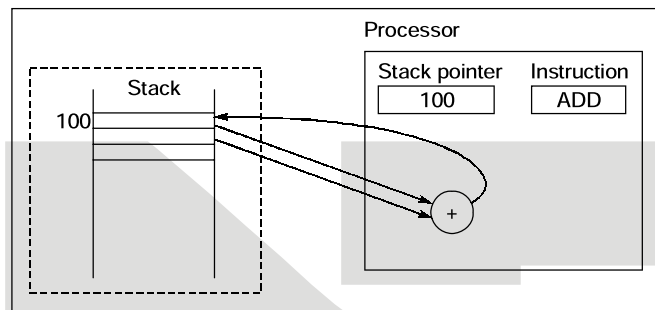 Processor
Stack pointer
Instruction
Stack
100
ADD
100
+